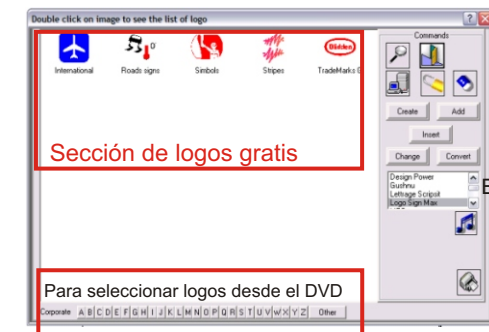 Double click on image to see the list of logo
Commands
International
Roads signs
Simbols
Stripes
TradeMarks
Create
Add
Insert
Sección de logos gratis
Change
Convert
Design Power
Gushnu
Lettrage Scripsit
Logo Sign Max
E
Para seleccionar logos desde el DVD
Corporate A B C D E F G H I J K L M N O P Q R S T U V W X Y Z Other